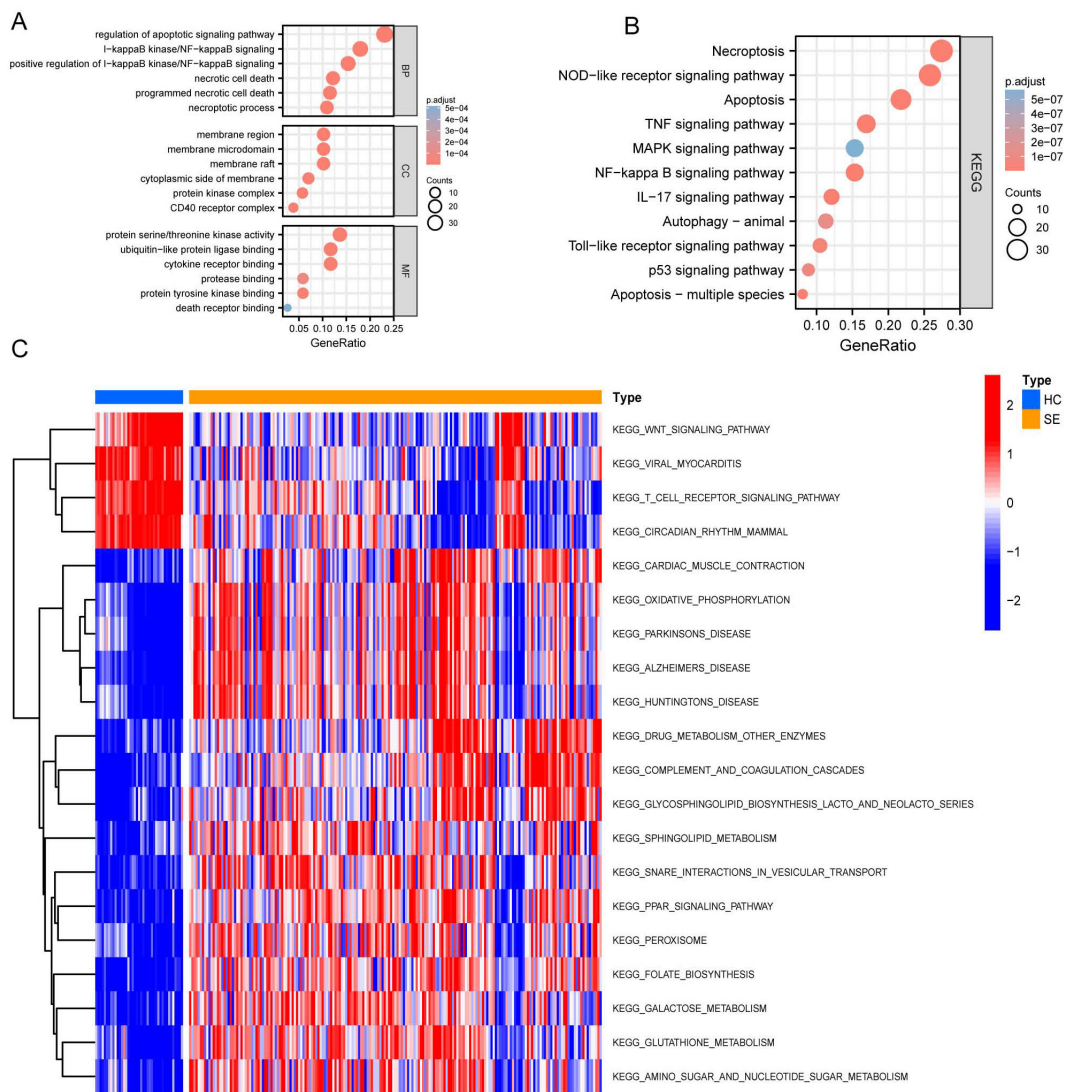 A
regulation of apoptotic signaling pathway
I-kappaB kinase/NF-kappaB signaling
positive regulation of I-kappaB kinase/NF-kappaB signaling
necrotic cell death
programmed necrotic cell death
necroptotic process
BP
membrane region
membrane microdomain
membrane raft
cytoplasmic side of membrane
protein kinase complex
CD40 receptor complex
CC
protein serine/threonine kinase activity
ubiquitin-like protein ligase binding
cytokine receptor binding
protease binding
protein tyrosine kinase binding
death receptor binding
MF
0.05 0.10 0.15 0.20 0.25
GeneRatio
p.adjust
5e-04
4e-04
3e-04
2e-04
1e-04
Counts
10
20
30
B
Necroptosis
NOD-like receptor signaling pathway
Apoptosis
TNF signaling pathway
MAPK signaling pathway
NF-kappa B signaling pathway
IL-17 signaling pathway
Autophagy - animal
Toll-like receptor signaling pathway
p53 signaling pathway
Apoptosis - multiple species
KEGG
0.10 0.15 0.20 0.25 0.30
GeneRatio
p.adjust
5e-07
4e-07
3e-07
2e-07
1e-07
Counts
10
20
30
C
Type
KEGG_WNT_SIGNALING_PATHWAY
KEGG_VIRAL_MYOCARDITIS
KEGG_T_CELL_RECEPTOR_SIGNALING_PATHWAY
KEGG_CIRCADIAN_RHYTHM_MAMMAL
KEGG_CARDIAC_MUSCLE_CONTRACTION
KEGG_OXIDATIVE_PHOSPHORYLATION
KEGG_PARKINSONS_DISEASE
KEGG_ALZHEIMERS_DISEASE
KEGG_HUNTINGTONS_DISEASE
KEGG_DRUG_METABOLISM_OTHER_ENZYMES
KEGG_COMPLEMENT_AND_COAGULATION_CASCADES
KEGG_GLYCOSPHINGOLIPID_BIOSYNTHESIS_LACTO_AND_NEOLACTO_SERIES
KEGG_SPHINGOLIPID_METABOLISM
KEGG_SNARE_INTERACTIONS_IN_VESICULAR_TRANSPORT
KEGG_PPAR_SIGNALING_PATHWAY
KEGG_PEROXISOME
KEGG_FOLATE_BIOSYNTHESIS
KEGG_GALACTOSE_METABOLISM
KEGG_GLUTATHIONE_METABOLISM
KEGG_AMINO_SUGAR_AND_NUCLEOTIDE_SUGAR_METABOLISM
2
1
0
-1
-2
Type
HC
SE